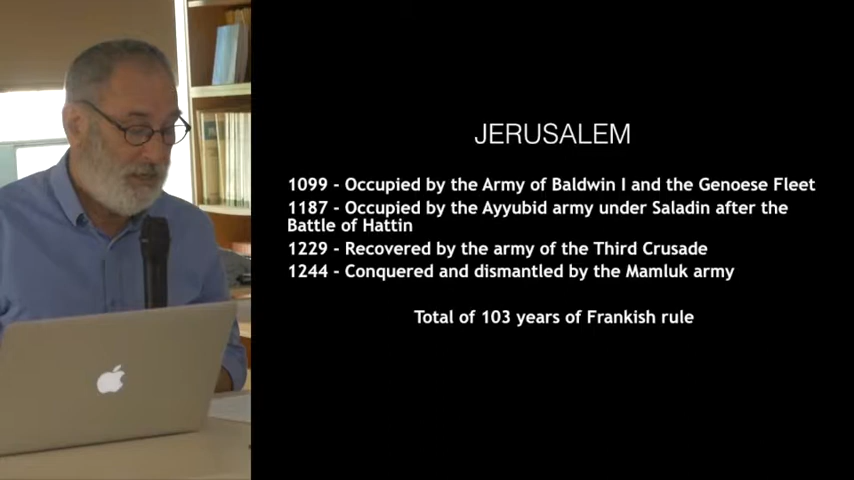 JERUSALEM
1099 - Occupied by the Army of Baldwin I and the Genoese Fleet
1187 - Occupied by the Ayyubid army under Saladin after the
Battle of Hattin
1229 - Recovered by the army of the Third Crusade
1244 - Conquered and dismantled by the Mamluk army
Total of 103 years of Frankish rule